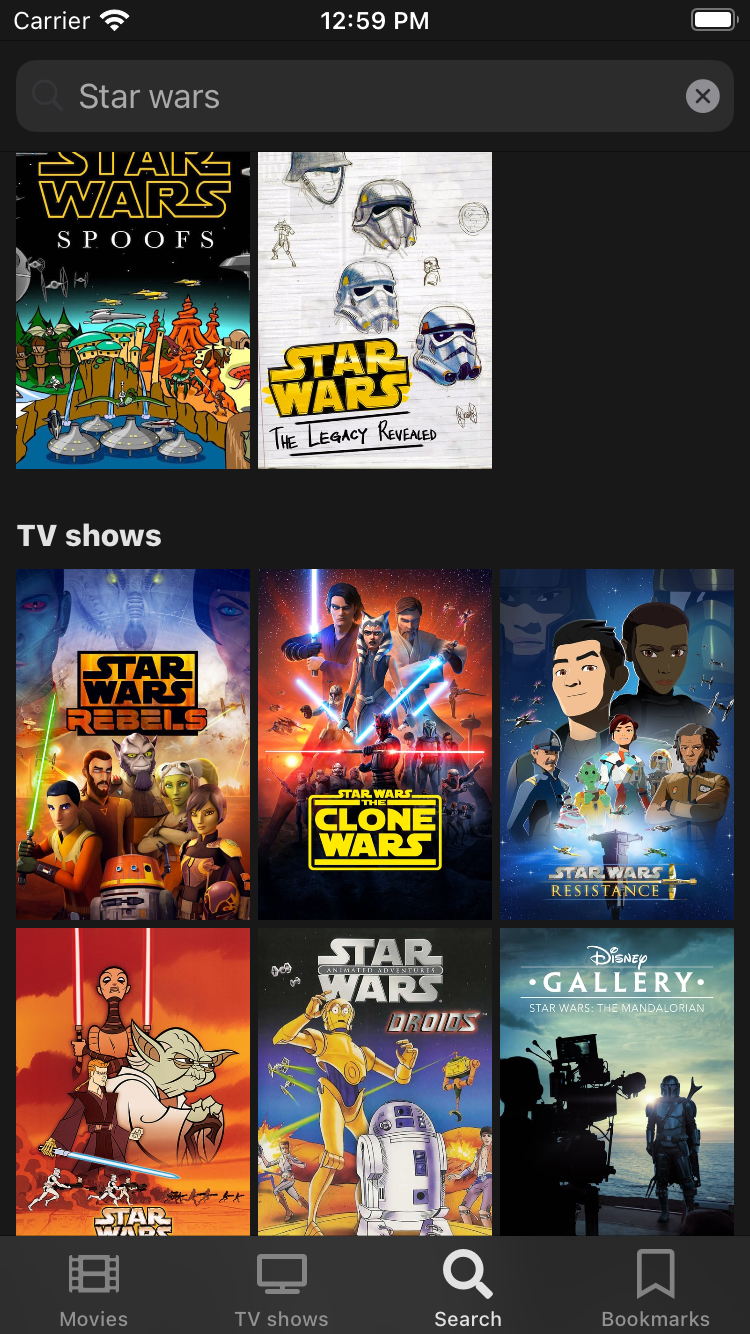 Carrier 12:59 PM
Star wars
STAR
WARS
SPOOFS
STAR
WARS
THE LEGACY REVEALED
TV shows
STAR
WARS
REBELS
STAR WARS
THE
CLONE
WARS
STAR WARS
RESISTANCE
STAR
WARS
STAR
ANIMATED ADVENTURES
WARS
DROIDS
Disney
·GALLERY·
STAR WARS: THE MANDALORIAN
Movies TV shows Search Bookmarks